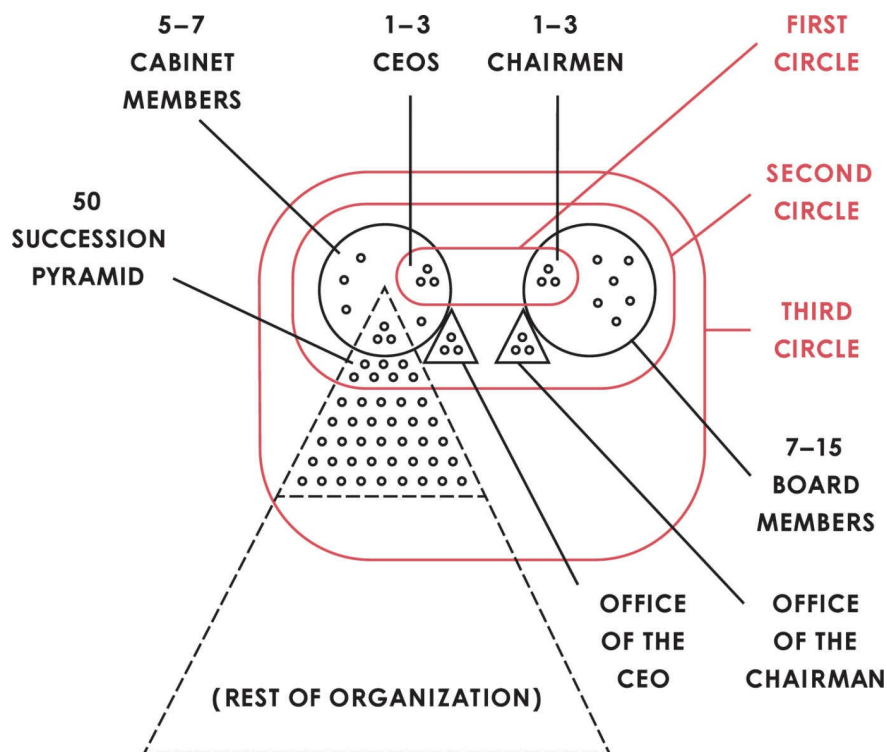 5–7
CABINET
MEMBERS
1–3
CEOS
1–3
CHAIRMEN
FIRST
CIRCLE
SECOND
CIRCLE
50
SUCCESSION
PYRAMID
THIRD
CIRCLE
7–15
BOARD
MEMBERS
OFFICE
OF THE
CEO
OFFICE
OF THE
CHAIRMAN
(REST OF ORGANIZATION)